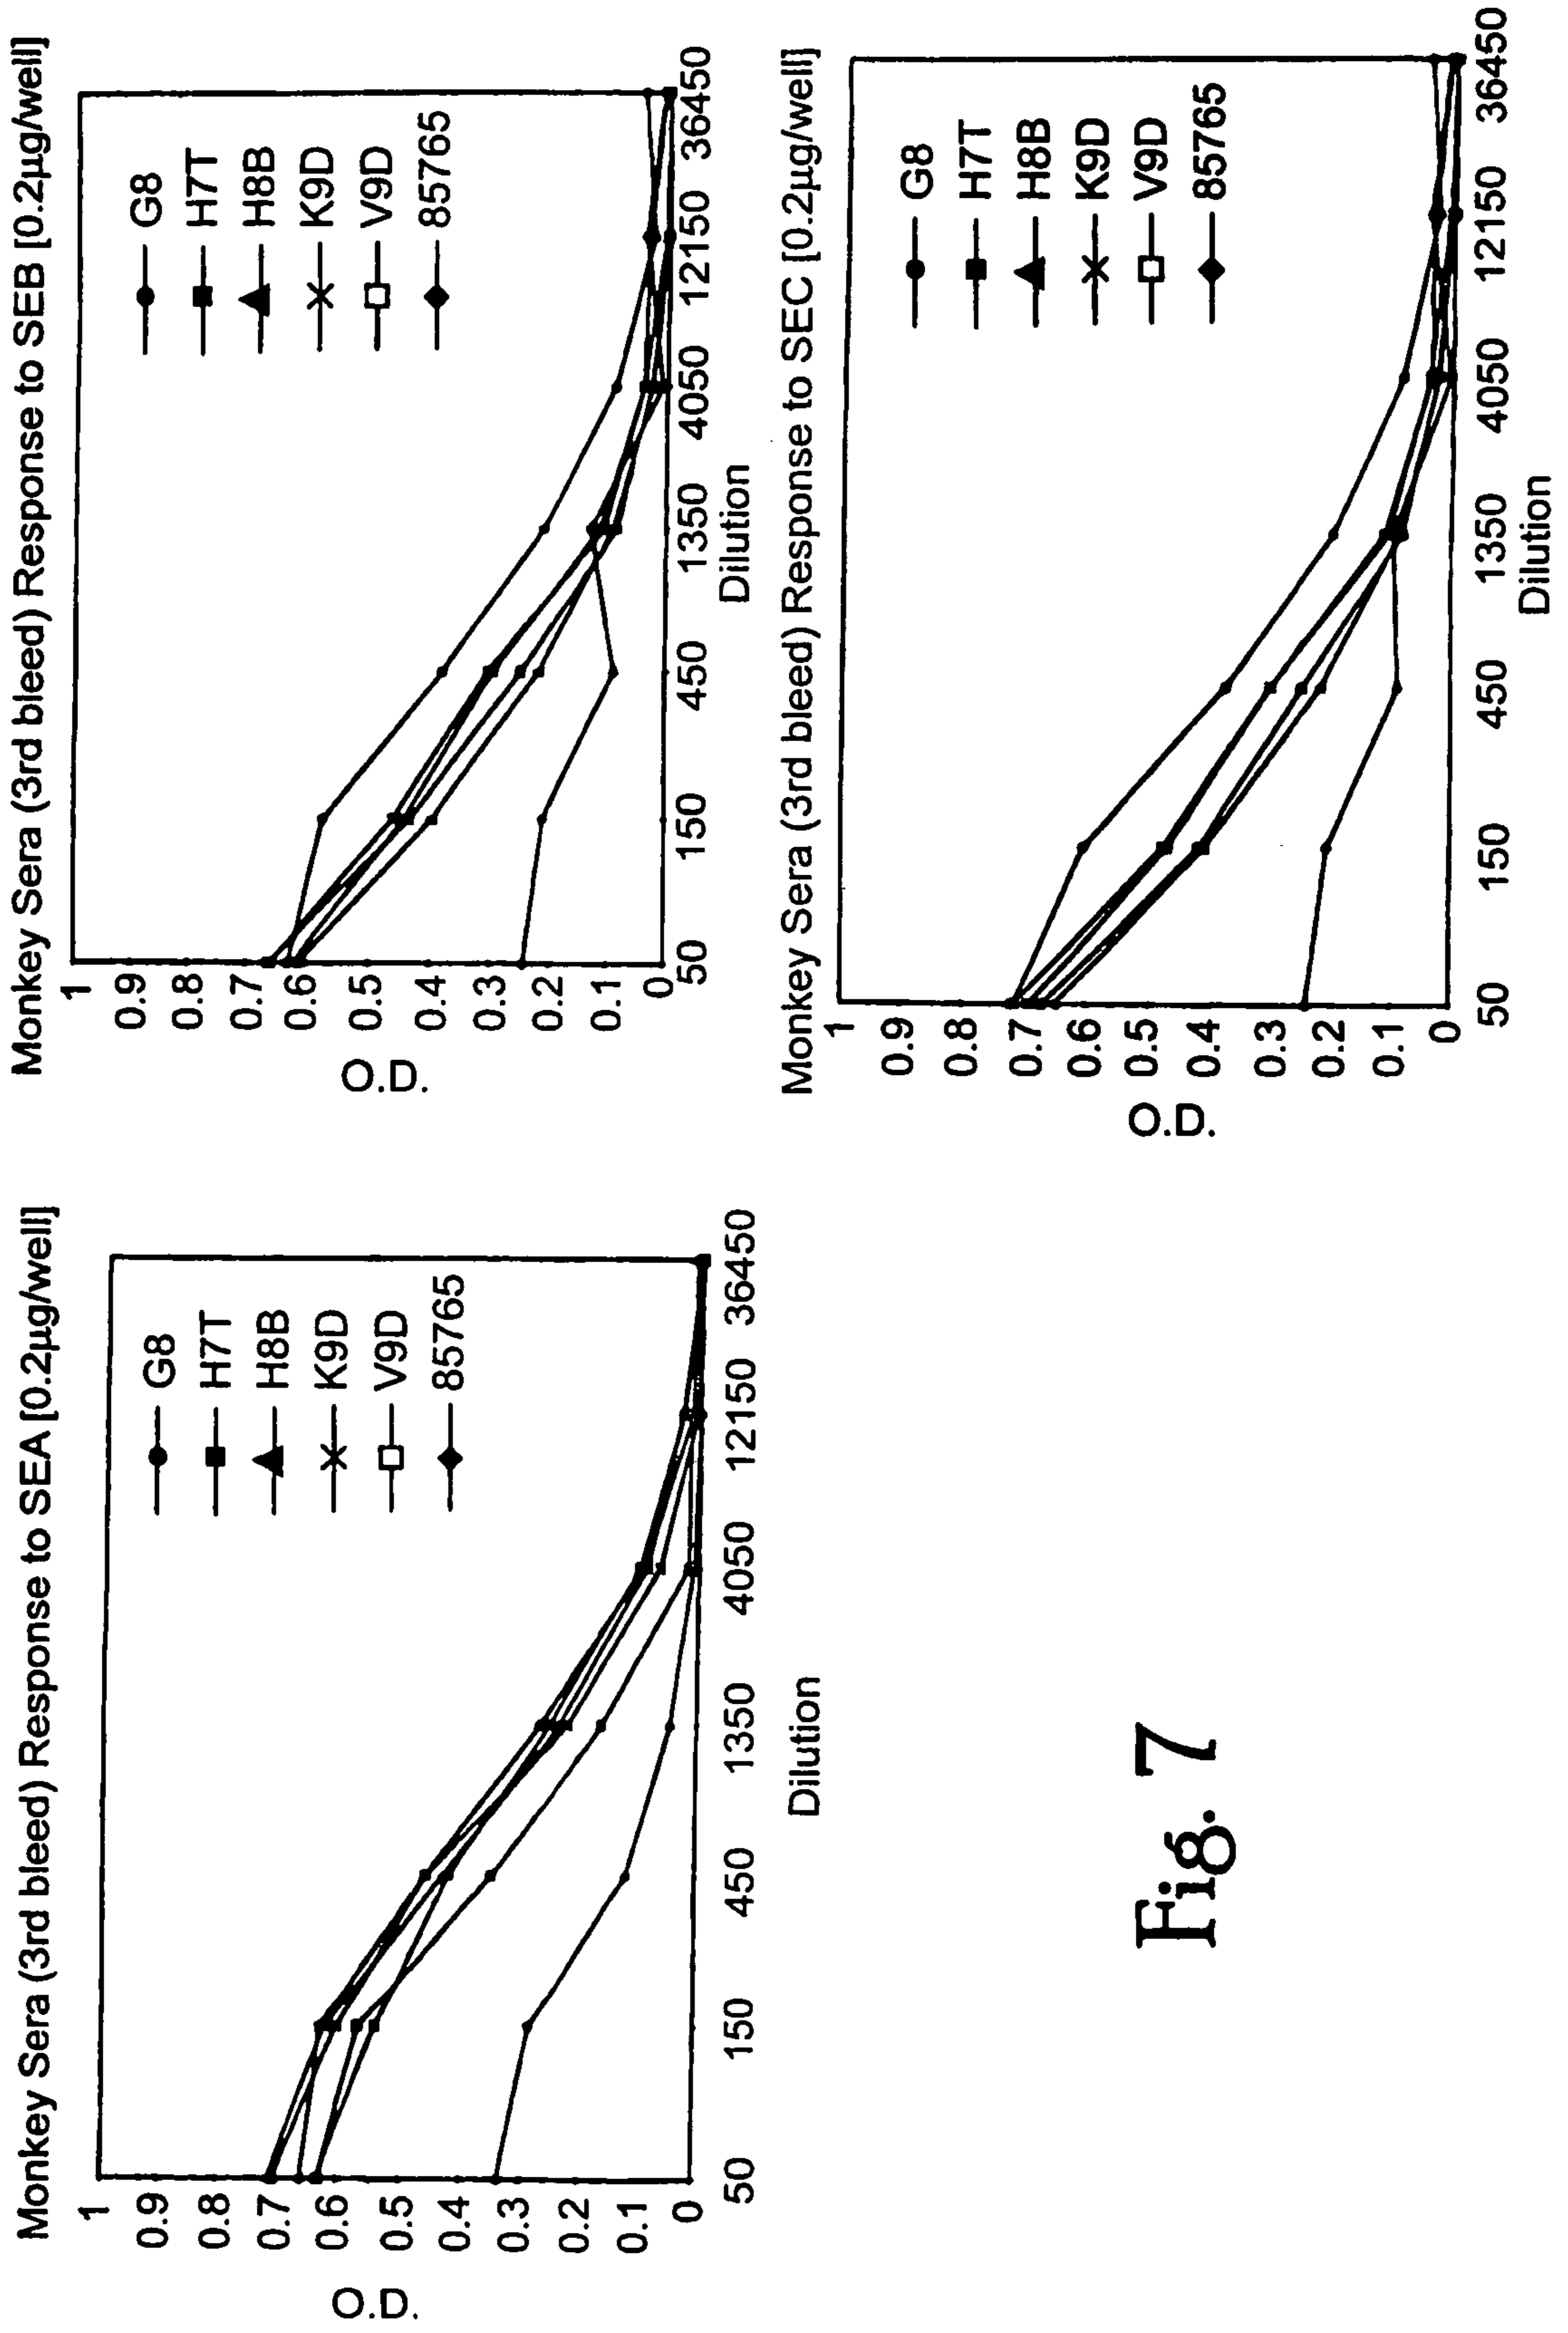 Monkey Sera (3rd bleed) Response to SEA [0.2μg/well]
O.D.
1
0.9
0.8
0.7
0.6
0.5
0.4
0.3
0.2
0.1
0
50
150
450
1350
4050
12150
36450
Dilution
G8
H7T
H8B
K9D
V9D
85765
Monkey Sera (3rd bleed) Response to SEB [0.2μg/well]
O.D.
1
0.9
0.8
0.7
0.6
0.5
0.4
0.3
0.2
0.1
0
50
150
450
1350
4050
12150
36450
Dilution
G8
H7T
H8B
K9D
V9D
85765
Monkey Sera (3rd bleed) Response to SEC [0.2μg/well]
O.D.
1
0.9
0.8
0.7
0.6
0.5
0.4
0.3
0.2
0.1
0
50
150
450
1350
4050
12150
36450
Dilution
G8
H7T
H8B
K9D
V9D
85765
Fig. 7